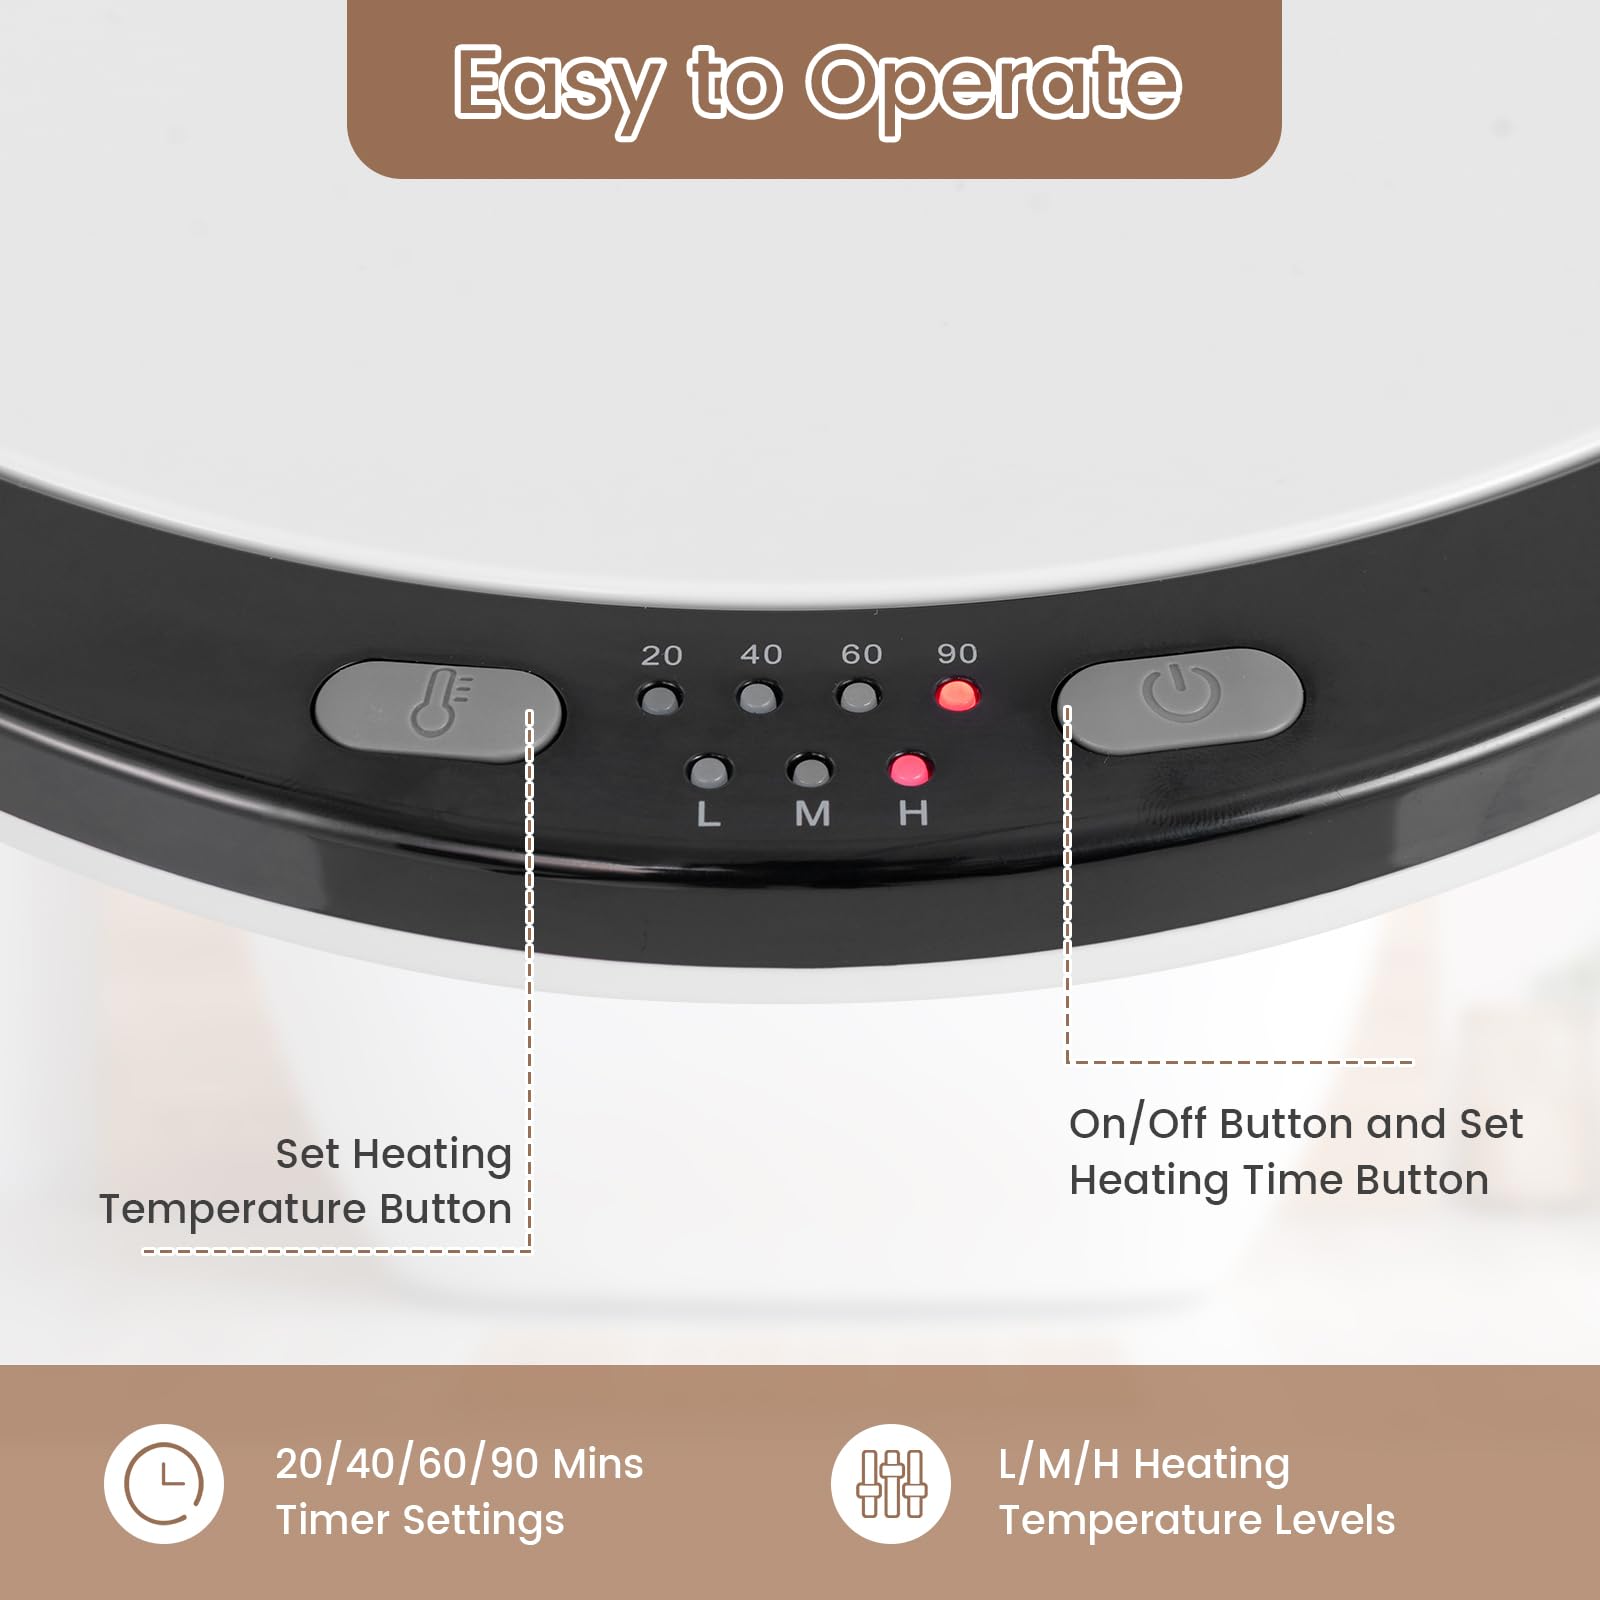 Easy to Operate
20 40 60 90
L M H
Set Heating
Temperature Button
On/Off Button and Set
Heating Time Button
20/40/60/90 Mins
Timer Settings
L/M/H Heating
Temperature Levels